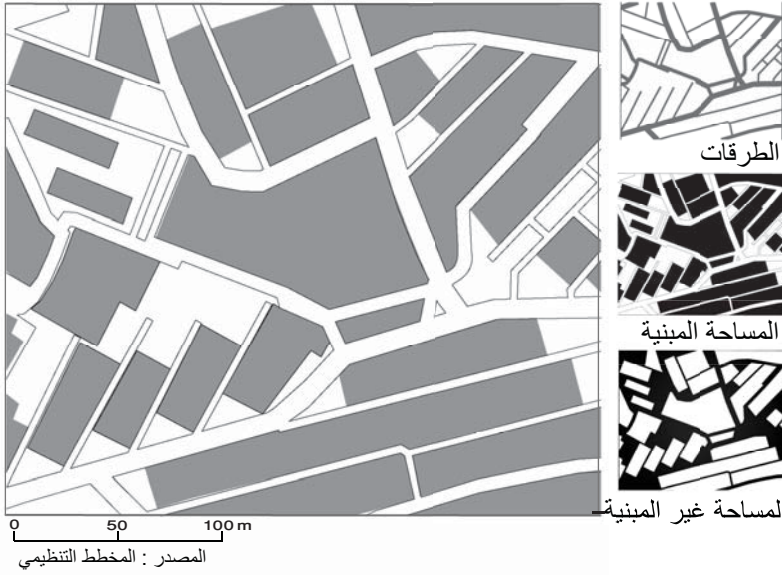 الطرقات
المساحة المبنية
لمساحة غير المبنية
0 50 100 m
المصدر : المخطط التنظيمي